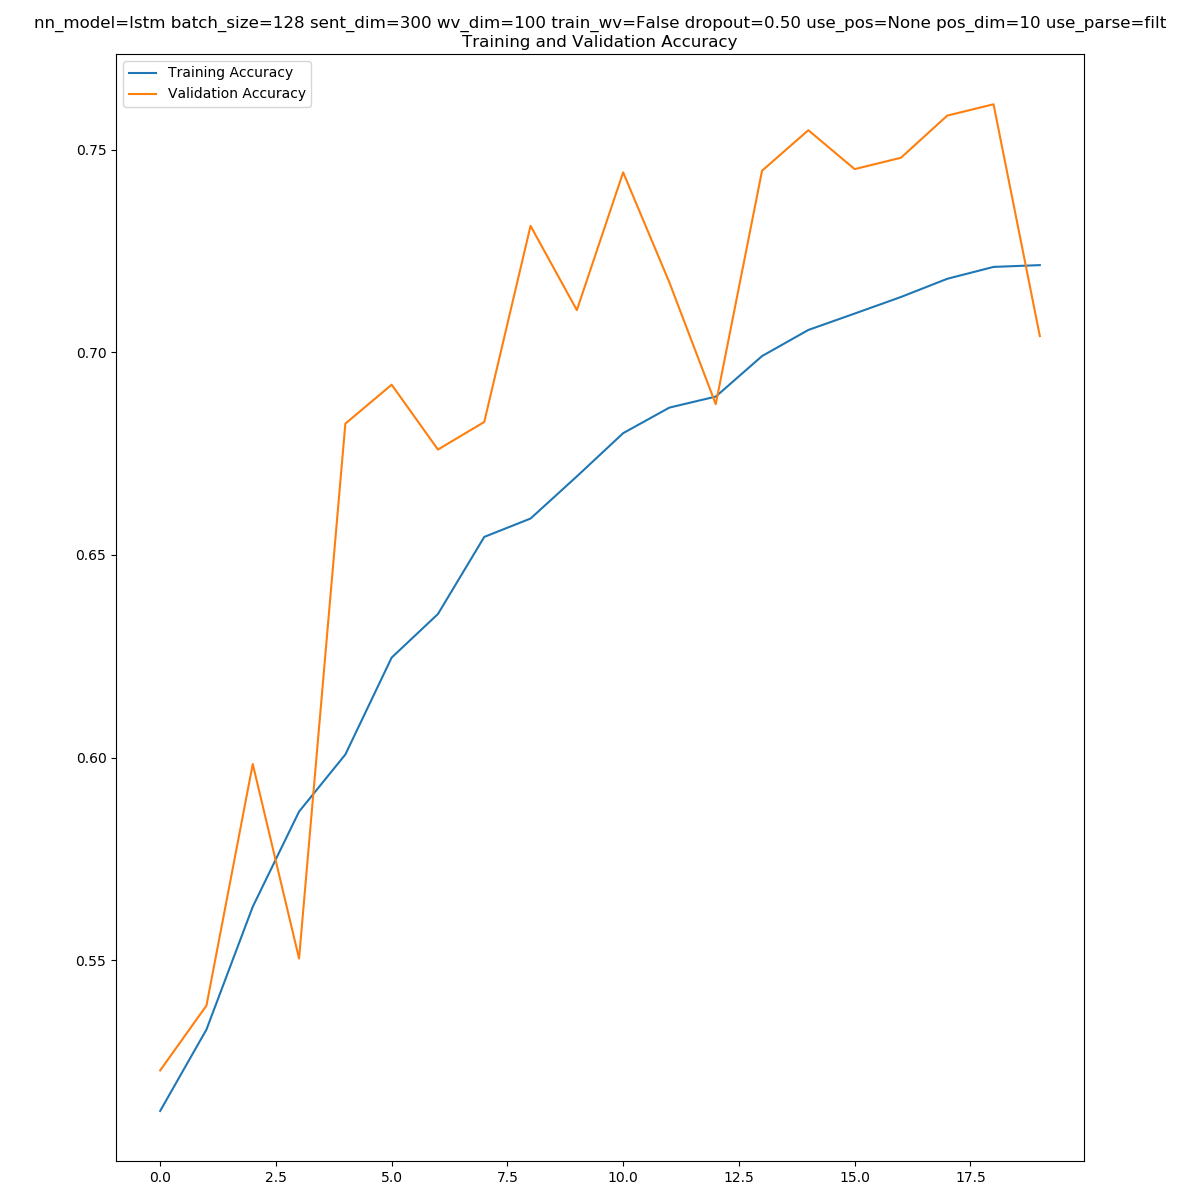 nn_model=lstm batch_size=128 sent_dim=300 wv_dim=100 train_wv=False dropout=0.50 use_pos=None pos_dim=10 use_parse=filt
Training and Validation Accuracy
Training Accuracy
Validation Accuracy
0.75
0.70
0.65
0.60
0.55
0.0 2.5 5.0 7.5 10.0 12.5 15.0 17.5